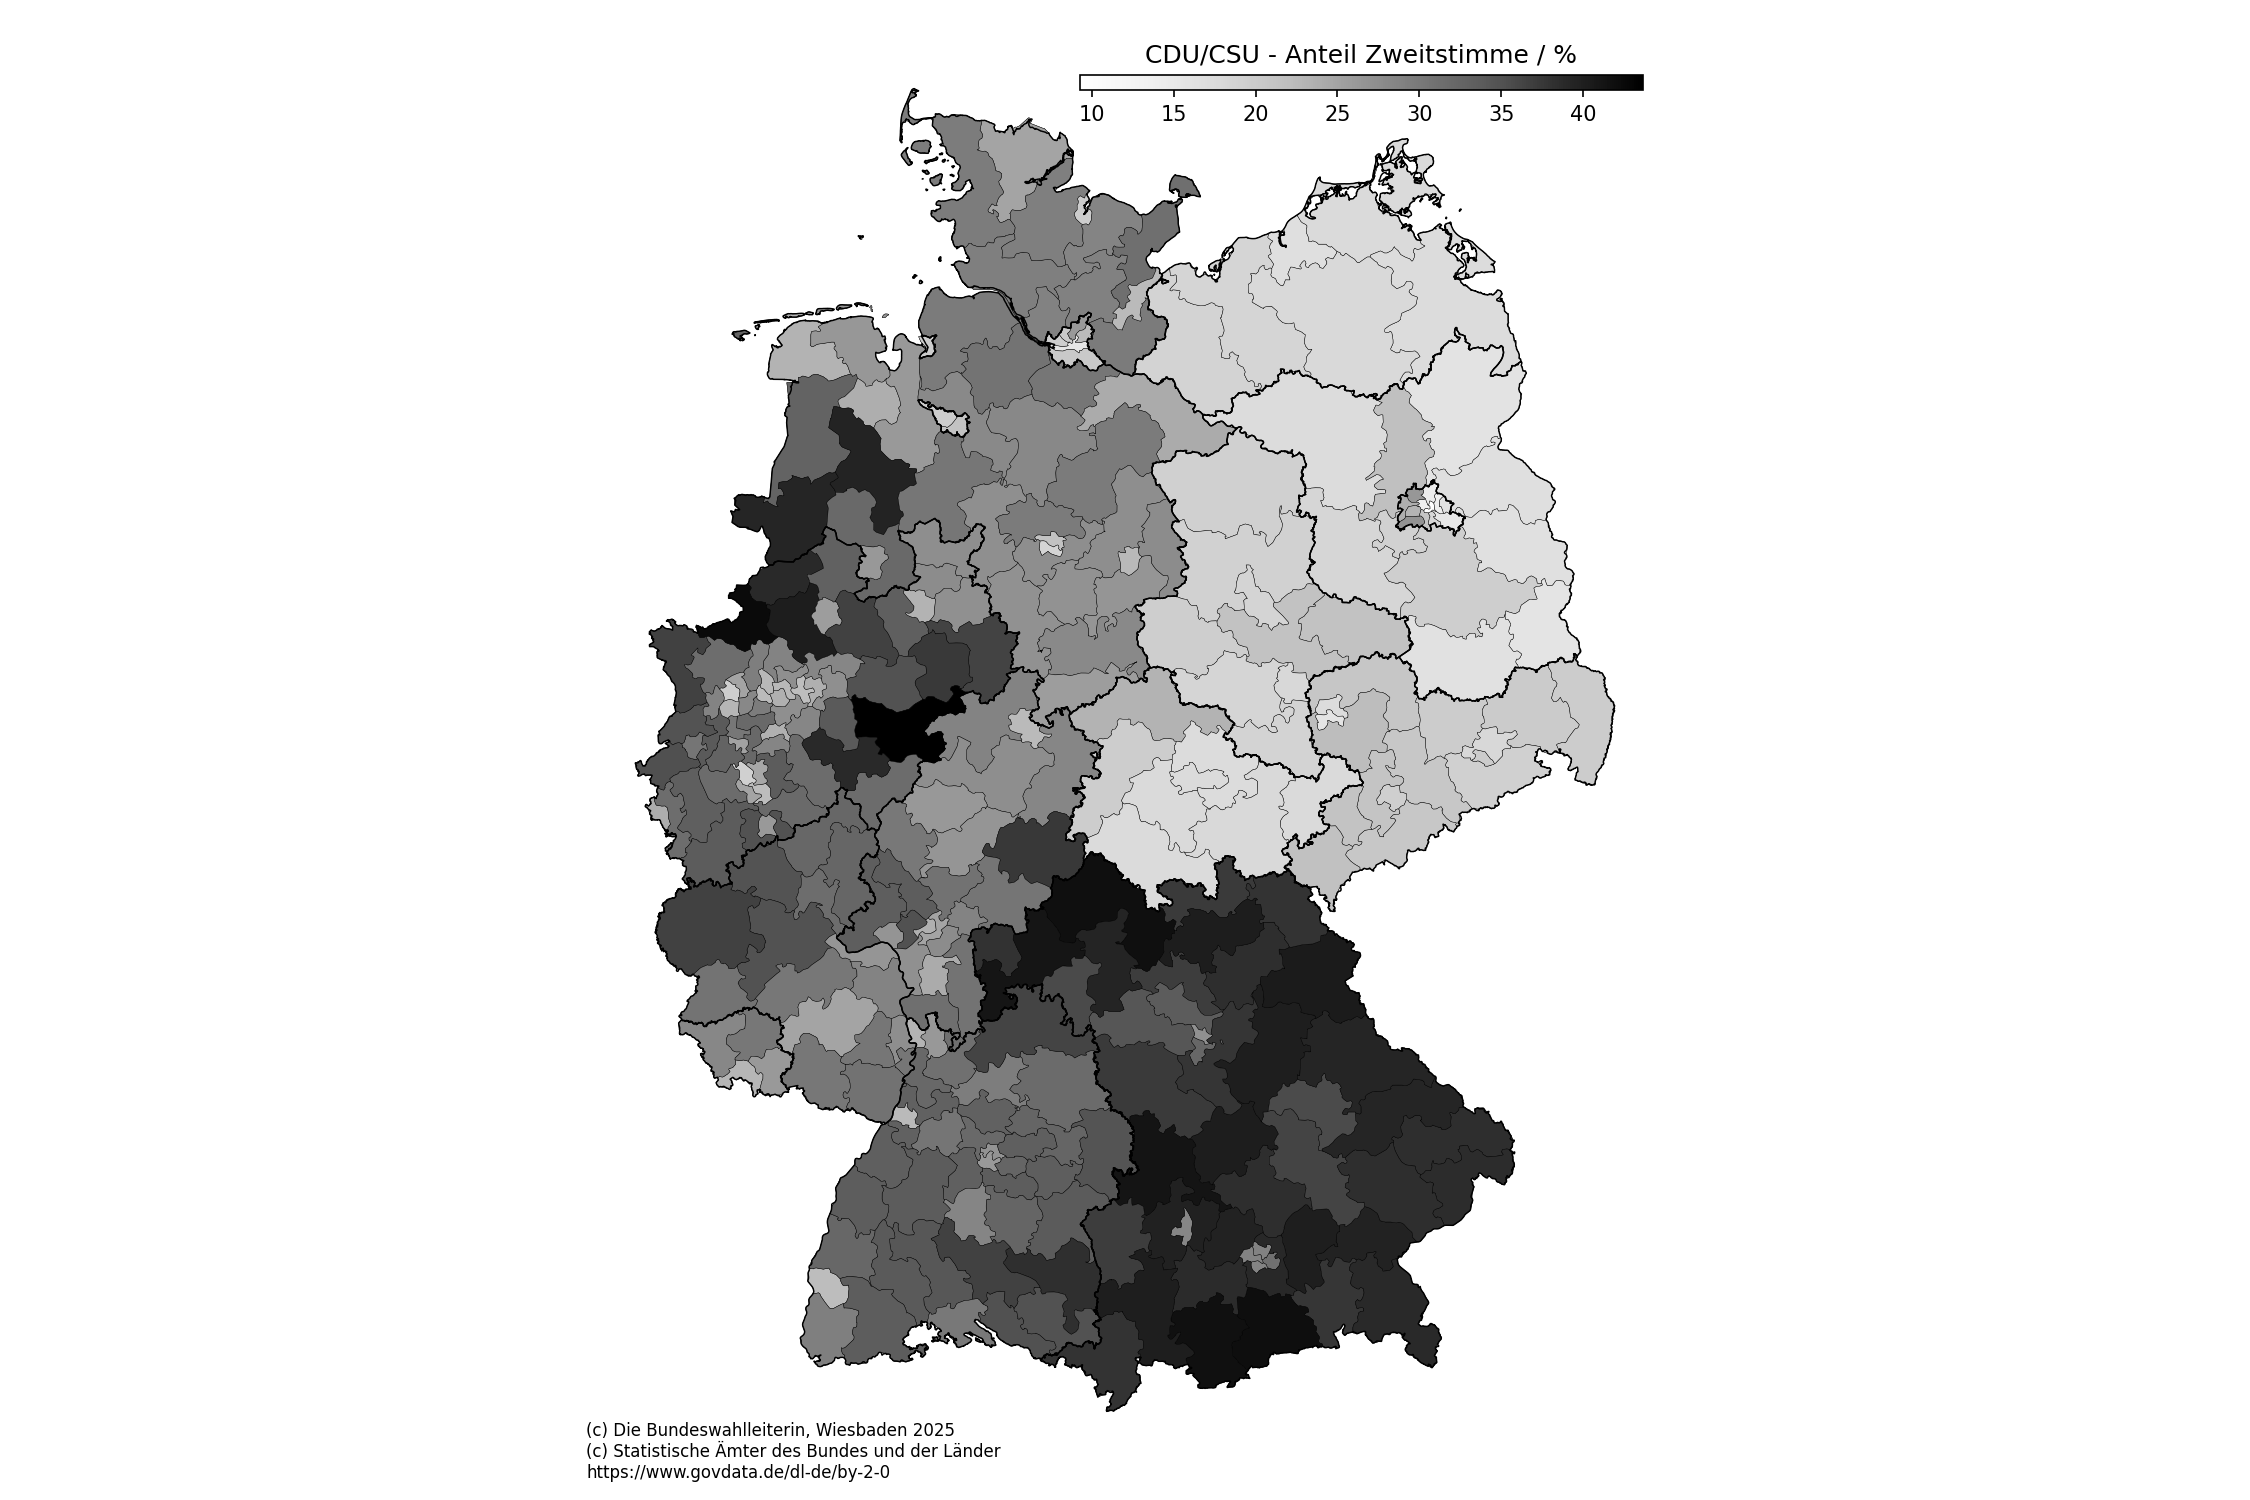 CDU/CSU - Anteil Zweitstimme / %
10 15 20 25 30 35 40
(c) Die Bundeswahlleiterin, Wiesbaden 2025
(c) Statistische Ämter des Bundes und der Länder
https://www.govdata.de/dl-de/by-2-0